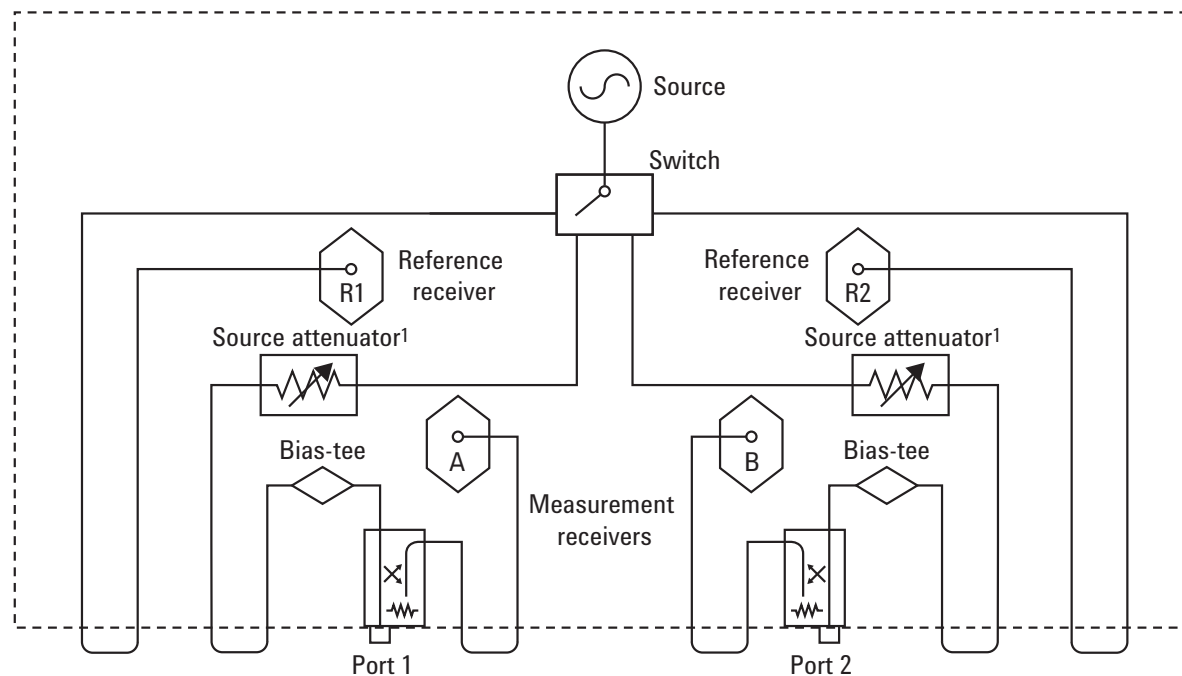 Source
Switch
Reference
receiver
R1
Reference
receiver
R2
Source attenuator1
Source attenuator1
Bias-tee
A
Measurement
receivers
B
Bias-tee
Port 1
Port 2